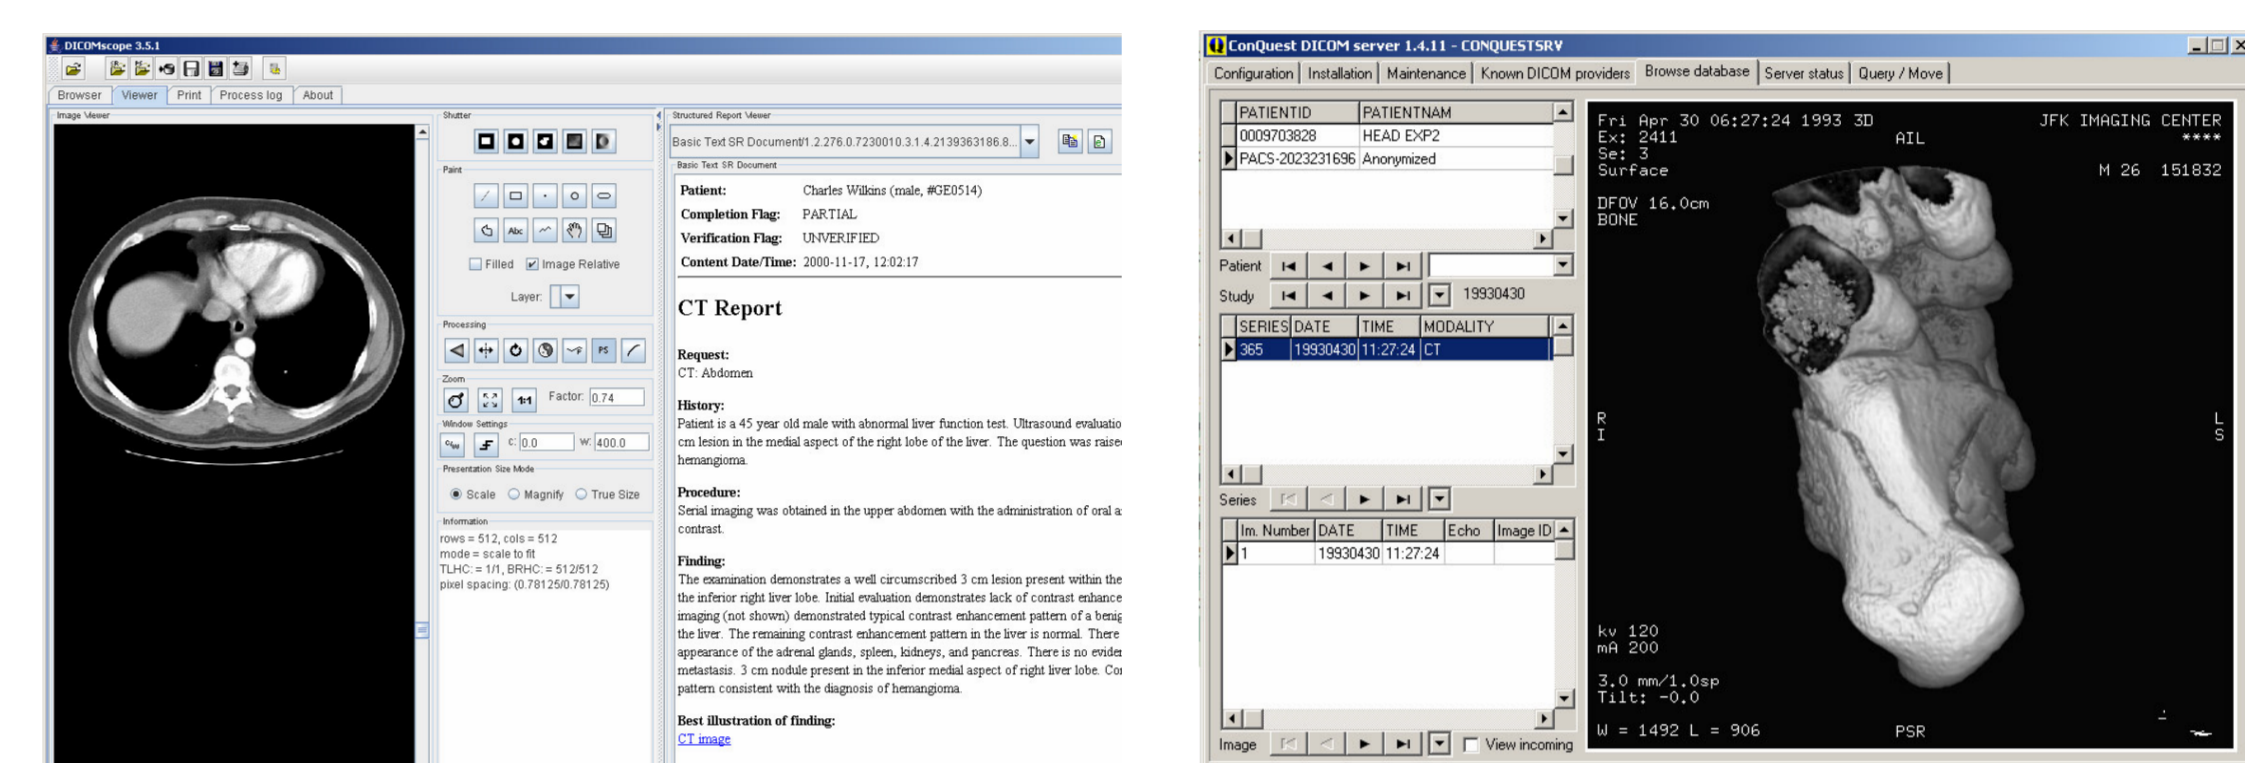 DICOMscope 3.5.1
Browser Viewer Print Process log About
Image Viewer
Shutter
Paint
Abc
Filled Image Relative
Layer:
Processing
PS
Zoom
1:1 Factor: 0.74
Window Settings
c: 0.0 w: 400.0
Presentation Size Mode
Scale Magnify True Size
Information
rows = 512, cols = 512
mode = scale to fit
TLHC: = 1/1, BRHC: = 512/512
pixel spacing: (0.78125/0.78125)
Structured Report Viewer
Basic Text SR Document/1.2.276.0.7230010.3.1.4.2139363186.8...
Basic Text SR Document
Patient: Charles Wilkins (male, #GE0514)
Completion Flag: PARTIAL
Verification Flag: UNVERIFIED
Content Date/Time: 2000-11-17, 12:02:17
CT Report
Request:
CT: Abdomen
History:
Patient is a 45 year old male with abnormal liver function test. Ultrasound evaluatio
cm lesion in the medial aspect of the right lobe of the liver. The question was raise
hemangioma.
Procedure:
Serial imaging was obtained in the upper abdomen with the administration of oral a
contrast.
Finding:
The examination demonstrates a well circumscribed 3 cm lesion present within the
the inferior right liver lobe. Initial evaluation demonstrates lack of contrast enhance
imaging (not shown) demonstrated typical contrast enhancement pattern of a benig
the liver. The remaining contrast enhancement pattern in the liver is normal. There
appearance of the adrenal glands, spleen, kidneys, and pancreas. There is no evider
metastasis. 3 cm nodule present in the inferior medial aspect of right liver lobe. Co
pattern consistent with the diagnosis of hemangioma.
Best illustration of finding:
CT image
ConQuest DICOM server 1.4.11 - CONQUESTSRV
Configuration Installation Maintenance Known DICOM providers Browse database Server status Query / Move
PATIENTID PATIENTNAM
0009703828 HEAD EXP2
PACS-2023231696 Anonymized
Patient
Study 19930430
SERIES DATE TIME MODALITY
365 19930430 11:27:24 CT
Series
Im. Number DATE TIME Echo Image ID
1 19930430 11:27:24
Image View incoming
Fri Apr 30 06:27:24 1993 3D JFK IMAGING CENTER
Ex: 2411 AIL ****
Se: 3
Surface M 26 151832
DFOV 16.0cm
BONE
R L
I S
kv 120
mA 200
3.0 mm/1.0sp
Tilt: -0.0
W = 1492 L = 906 PSR